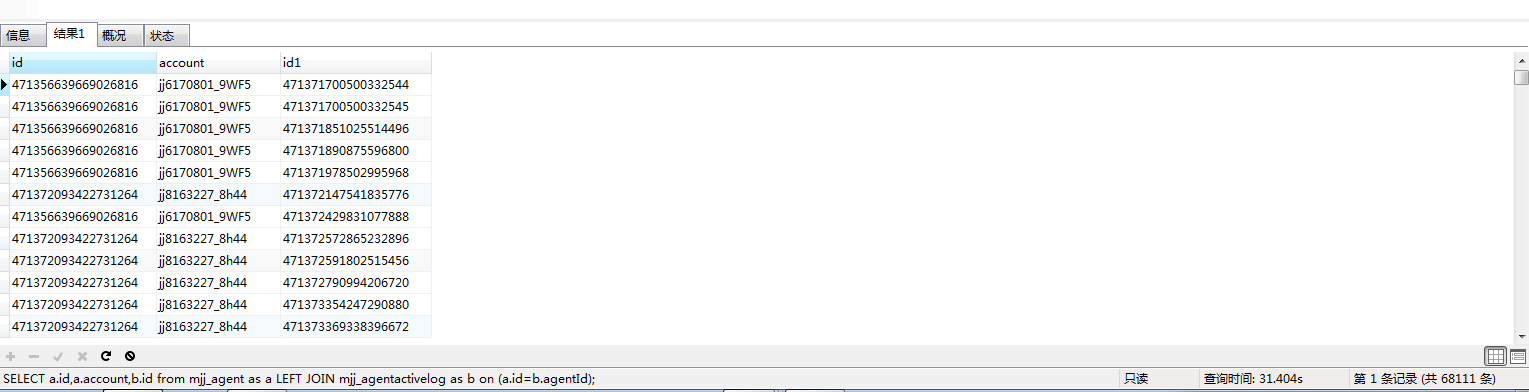 信息 结果1 概况 状态
id account id1
471356639669026816 jj6170801_9WF5 471371700500332544
471356639669026816 jj6170801_9WF5 471371700500332545
471356639669026816 jj6170801_9WF5 471371851025514496
471356639669026816 jj6170801_9WF5 471371890875596800
471356639669026816 jj6170801_9WF5 471371978502995968
471372093422731264 jj8163227_8h44 471372147541835776
471356639669026816 jj6170801_9WF5 471372429831077888
471372093422731264 jj8163227_8h44 471372572865232896
471372093422731264 jj8163227_8h44 471372591802515456
471372093422731264 jj8163227_8h44 471372790994206720
471372093422731264 jj8163227_8h44 471373354247290880
471372093422731264 jj8163227_8h44 471373369338396672
SELECT a.id,a.account,b.id from mjj_agent as a LEFT JOIN mjj_agentactivelog as b on (a.id=b.agentId); 只读 查询时间: 31.404s 第 1 条记录 (共 68111 条)